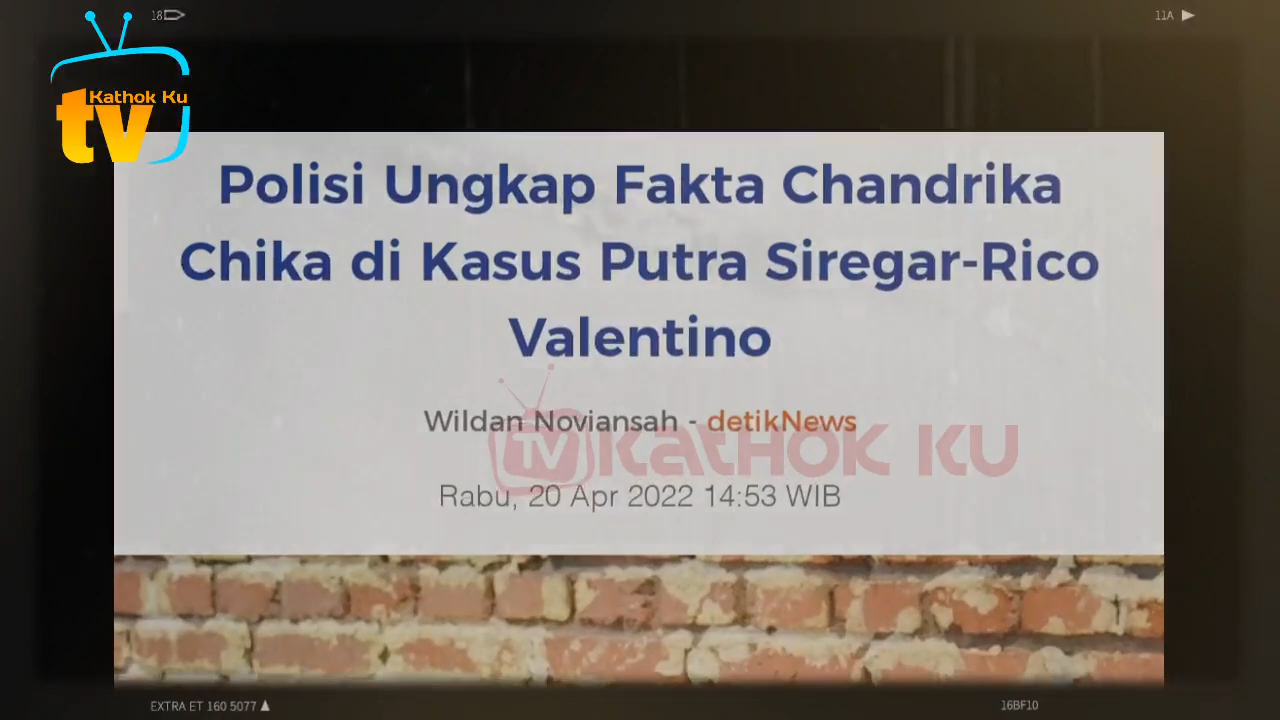 18
11A
Kathok Ku
tv
Polisi Ungkap Fakta Chandrika
Chika di Kasus Putra Siregar-Rico
Valentino
Wildan Noviansah - detikNews
tv KATHOK KU
Rabu, 20 Apr 2022 14:53 WIB
EXTRA ET 160 5077
16BF10